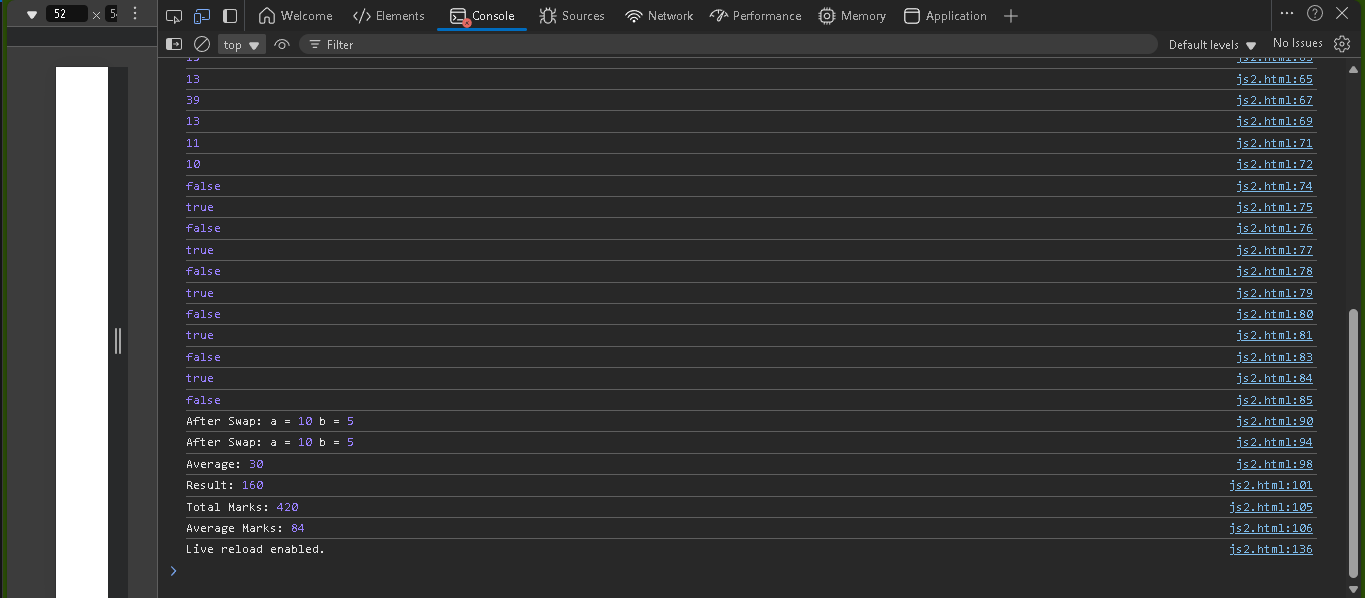 52 × 5
Welcome Elements Console Sources Network Performance Memory Application
top Filter Default levels No Issues
13 js2.html:65
39 js2.html:67
13 js2.html:69
11 js2.html:71
10 js2.html:72
false js2.html:74
true js2.html:75
false js2.html:76
true js2.html:77
false js2.html:78
true js2.html:79
false js2.html:80
true js2.html:81
false js2.html:83
true js2.html:84
false js2.html:85
After Swap: a = 10 b = 5 js2.html:90
After Swap: a = 10 b = 5 js2.html:94
Average: 30 js2.html:98
Result: 160 js2.html:101
Total Marks: 420 js2.html:105
Average Marks: 84 js2.html:106
Live reload enabled. js2.html:136